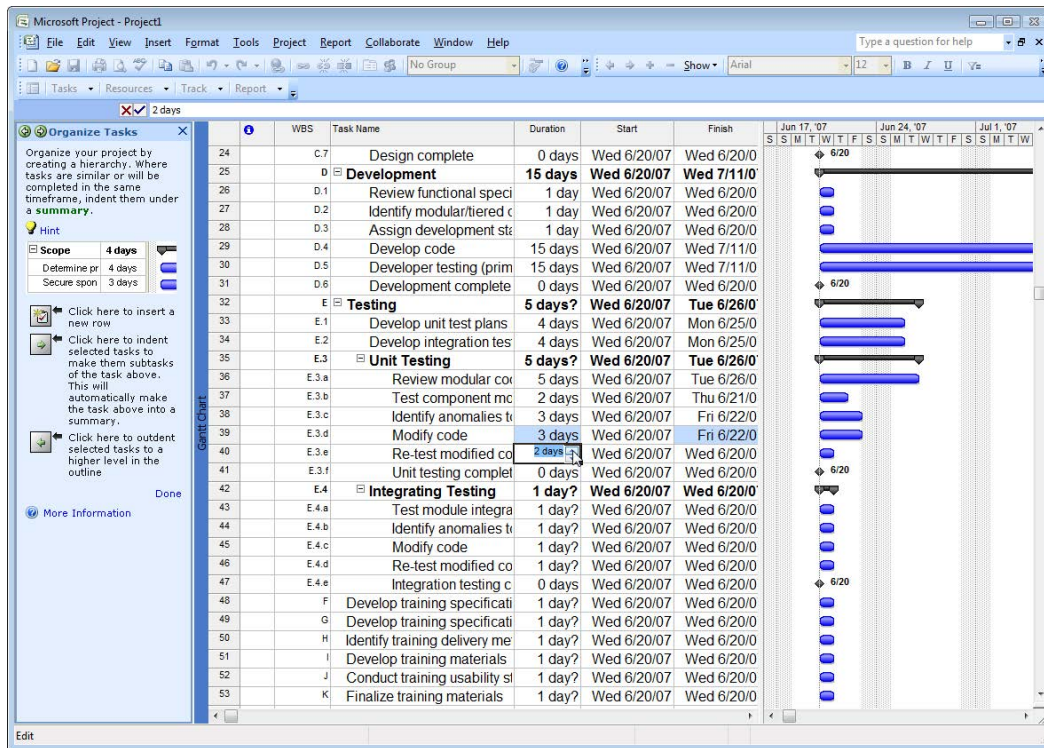 Microsoft Project - Project1
File Edit View Insert Format Tools Project Report Collaborate Window Help Type a question for help
No Group Show Arial 12 B I U
Tasks Resources Track Report
2 days
Organize Tasks
Organize your project by
creating a hierarchy. Where
tasks are similar or will be
completed in the same
timeframe, indent them under
a summary.
Hint
Scope 4 days
Determine pr 4 days
Secure spon 3 days
Click here to insert a
new row
Click here to indent
selected tasks to
make them subtasks
of the task above.
This will
automatically make
the task above into a
summary.
Click here to outdent
selected tasks to a
higher level in the
outline
Done
More Information
Gantt Chart
WBS Task Name Duration Start Finish Jun 17, '07 Jun 24, '07 Jul 1, '07
S S M T W T F S S M T W T F S S M T W
24 C.7 Design complete 0 days Wed 6/20/07 Wed 6/20/0 6/20
25 D Development 15 days Wed 6/20/07 Wed 7/11/0
26 D.1 Review functional speci 1 day Wed 6/20/07 Wed 6/20/0
27 D.2 Identify modular/tiered d 1 day Wed 6/20/07 Wed 6/20/0
28 D.3 Assign development sta 1 day Wed 6/20/07 Wed 6/20/0
29 D.4 Develop code 15 days Wed 6/20/07 Wed 7/11/0
30 D.5 Developer testing (prim 15 days Wed 6/20/07 Wed 7/11/0
31 D.6 Development complete 0 days Wed 6/20/07 Wed 6/20/0 6/20
32 E Testing 5 days? Wed 6/20/07 Tue 6/26/0
33 E.1 Develop unit test plans 4 days Wed 6/20/07 Mon 6/25/0
34 E.2 Develop integration tes 4 days Wed 6/20/07 Mon 6/25/0
35 E.3 Unit Testing 5 days? Wed 6/20/07 Tue 6/26/0
36 E.3.a Review modular co 5 days Wed 6/20/07 Tue 6/26/0
37 E.3.b Test component mo 2 days Wed 6/20/07 Thu 6/21/0
38 E.3.c Identify anomalies to 3 days Wed 6/20/07 Fri 6/22/0
39 E.3.d Modify code 3 days Wed 6/20/07 Fri 6/22/0
40 E.3.e Re-test modified co 2 days Wed 6/20/07 Wed 6/20/0
41 E.3.f Unit testing complet 0 days Wed 6/20/07 Wed 6/20/0 6/20
42 E.4 Integrating Testing 1 day? Wed 6/20/07 Wed 6/20/0
43 E.4.a Test module integra 1 day? Wed 6/20/07 Wed 6/20/0
44 E.4.b Identify anomalies to 1 day? Wed 6/20/07 Wed 6/20/0
45 E.4.c Modify code 1 day? Wed 6/20/07 Wed 6/20/0
46 E.4.d Re-test modified co 1 day? Wed 6/20/07 Wed 6/20/0
47 E.4.e Integration testing c 0 days Wed 6/20/07 Wed 6/20/0 6/20
48 F Develop training specificati 1 day? Wed 6/20/07 Wed 6/20/0
49 G Develop training specificati 1 day? Wed 6/20/07 Wed 6/20/0
50 H Identify training delivery me 1 day? Wed 6/20/07 Wed 6/20/0
51 I Develop training materials 1 day? Wed 6/20/07 Wed 6/20/0
52 J Conduct training usability st 1 day? Wed 6/20/07 Wed 6/20/0
53 K Finalize training materials 1 day? Wed 6/20/07 Wed 6/20/0
Edit